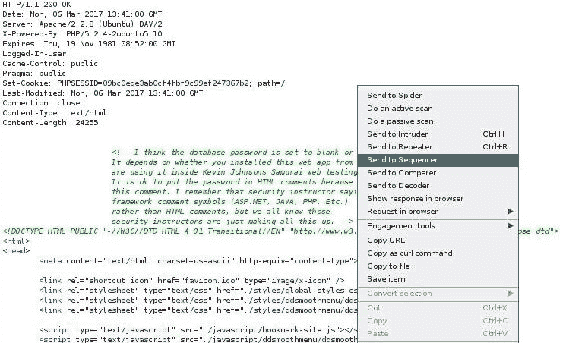 HTTP/1.1 200 OK
Date: Mon, 06 Mar 2017 13:41:00 GMT
Server: Apache/2.2.8 (Ubuntu) DAV/2
X-Powered-By: PHP/5.2.4-2ubuntu5.10
Expires: Thu, 19 Nov 1981 08:52:00 GMT
Logged-In-User:
Cache-Control: public
Pragma: public
Set-Cookie: path=/
Last-Modified: Mon, 06 Mar 2017 13:41:00 GMT
Connection: close
Content-Type: text/html
Content-Length: 24255
<!-- I think the database password is set to blank or
It depends on whether you installed this web app from
are using it inside Kevin Johnsons Samurai web testing
It is ok to put the password in HTML comments because
this comment. I remember that security instructor say
framework comment symbols (ASP.NET, JAVA, PHP, Etc.)
rather than HTML comments, but we all know those
security instructors are just making all this up. -->
<!DOCTYPE HTML PUBLIC "-//W3C//DTD HTML 4.01 Transitional//EN" "http://www.w3. ose.dtd">
<html>
<head>
<meta content="text/html; charset=us-ascii" http-equiv="content-type">
<link rel="shortcut icon" href="favicon.ico" type="image/x-icon" />
<link rel="stylesheet" type="text/css" href="./styles/global-styles.cs
<link rel="stylesheet" type="text/css" href="./styles/ddsmoothmenu/dds
<link rel="stylesheet" type="text/css" href="./styles/ddsmoothmenu/dds
<script type="text/javascript" src="./javascript/bookmark-site.js"></s
<script type="text/javascript" src="./javascript/ddsmoothmenu/ddsmooth
Send to Spider
Do an active scan
Do a passive scan
Send to Intruder Ctrl+I
Send to Repeater Ctrl+R
Send to Sequencer
Send to Comparer
Send to Decoder
Show response in browser
Request in browser
Engagement tools
Copy URL
Copy as curl command
Copy to file
Save item
Convert selection
Cut Ctrl+X
Copy Ctrl+C
Paste Ctrl+V